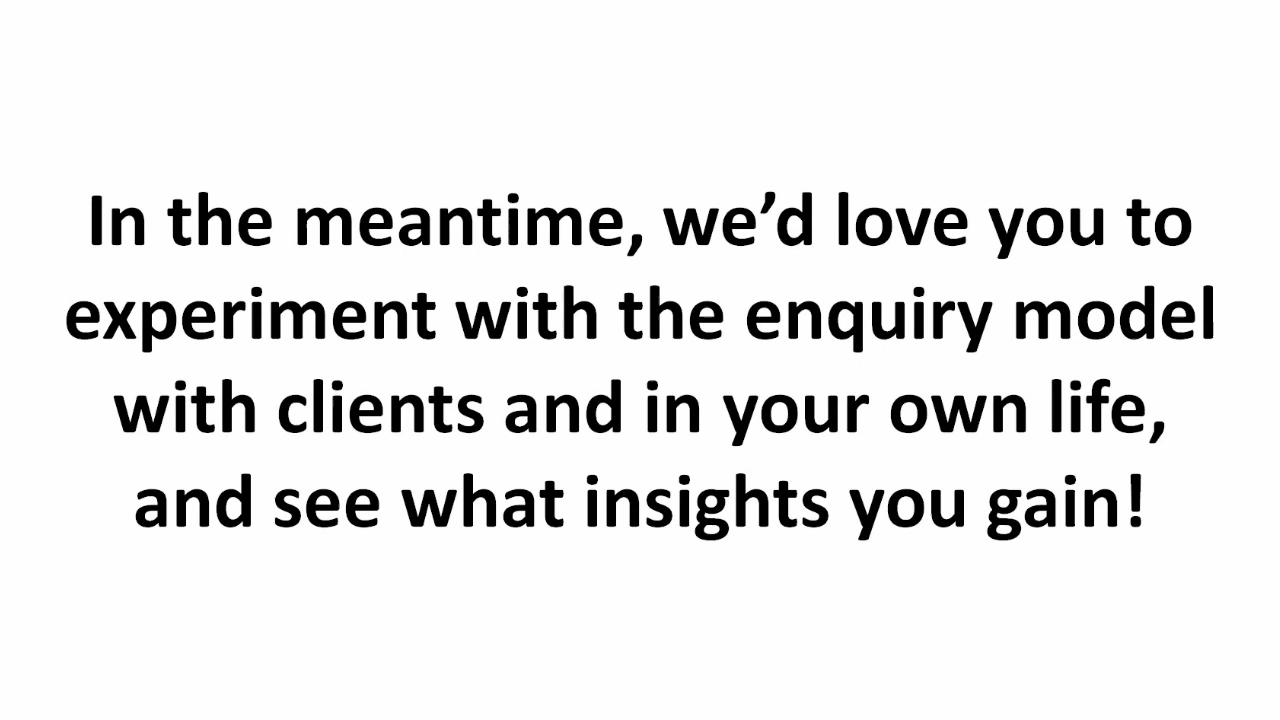 In the meantime, we’d love you to
experiment with the enquiry model
with clients and in your own life,
and see what insights you gain!